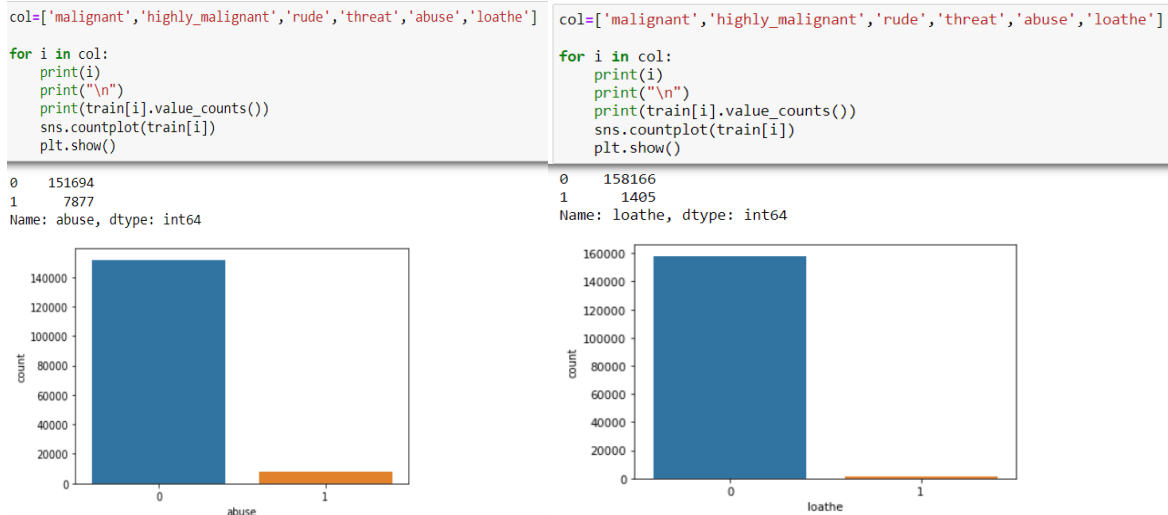 col=['malignant','highly_malignant','rude','threat','abuse','loathe']
for i in col:
    print(i)
    print("\n")
    print(train[i].value_counts())
    sns.countplot(train[i])
    plt.show()
0    151694
1      7877
Name: abuse, dtype: int64
140000
120000
100000
80000
60000
40000
20000
0
count
0 1
abuse
col=['malignant','highly_malignant','rude','threat','abuse','loathe']
for i in col:
    print(i)
    print("\n")
    print(train[i].value_counts())
    sns.countplot(train[i])
    plt.show()
0    158166
1      1405
Name: loathe, dtype: int64
160000
140000
120000
100000
80000
60000
40000
20000
0
count
0 1
loathe